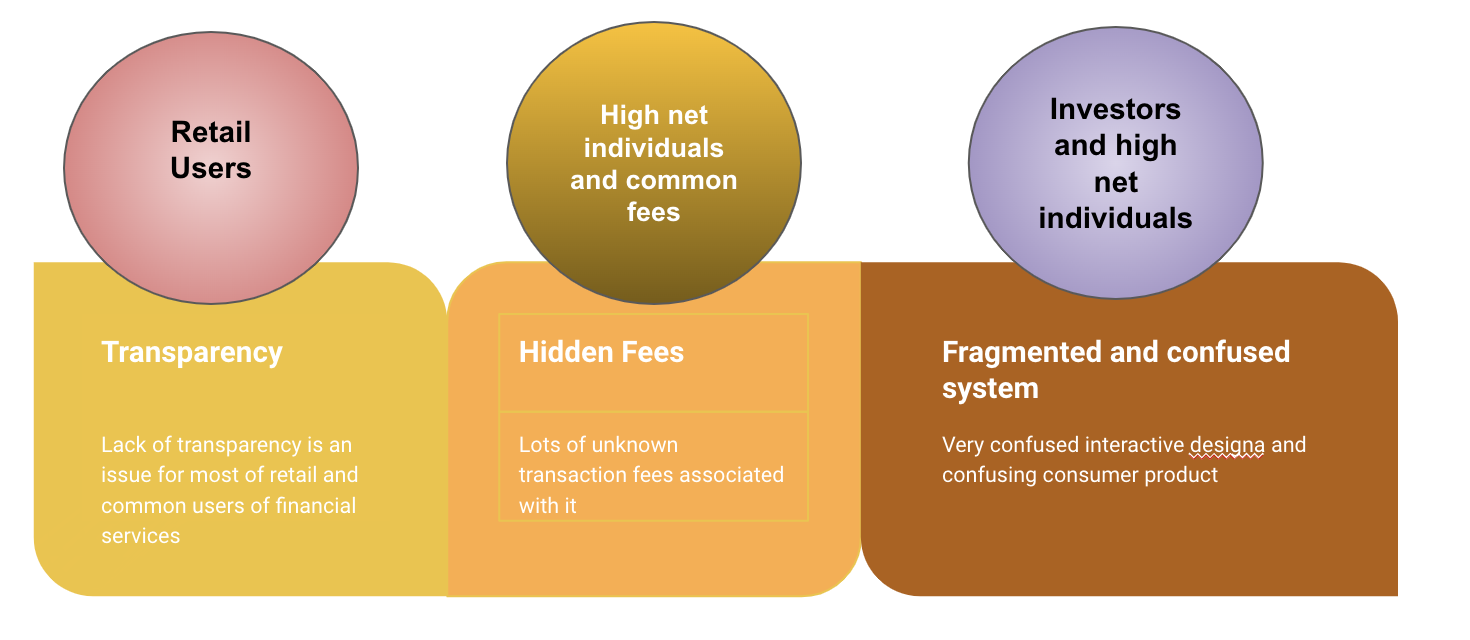 Retail
Users
High net
individuals
and common
fees
Investors
and high
net
individuals
Transparency
Lack of transparency is an
issue for most of retail and
common users of financial
services
Hidden Fees
Lots of unknown
transaction fees associated
with it
Fragmented and confused
system
Very confused interactive designa and
confusing consumer product